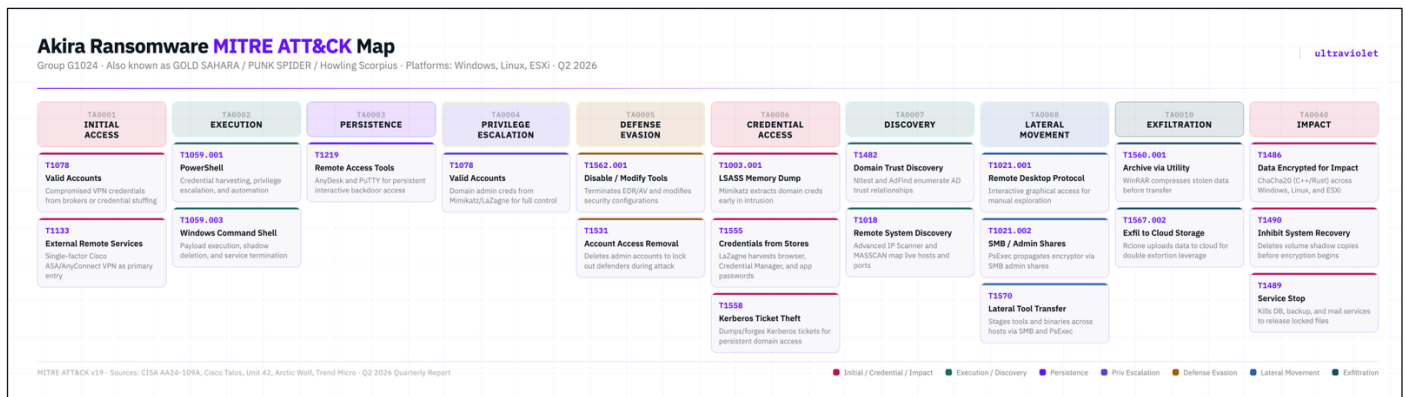 Akira Ransomware MITRE ATT&CK Map
Group G1024 · Also known as GOLD SAHARA / PUNK SPIDER / Howling Scorpius · Platforms: Windows, Linux, ESXi · Q2 2026
ultraviolet
TA0001
INITIAL
ACCESS
T1078
Valid Accounts
Compromised VPN credentials
from brokers or credential stuffing
T1133
External Remote Services
Single-factor Cisco
ASA/AnyConnect VPN as primary
entry
TA0002
EXECUTION
T1059.001
PowerShell
Credential harvesting, privilege
escalation, and automation
T1059.003
Windows Command Shell
Payload execution, shadow
deletion, and service termination
TA0003
PERSISTENCE
T1219
Remote Access Tools
AnyDesk and PuTTY for persistent
interactive backdoor access
TA0004
PRIVILEGE
ESCALATION
T1078
Valid Accounts
Domain admin creds from
Mimikatz/LaZagne for full control
TA0005
DEFENSE
EVASION
T1562.001
Disable / Modify Tools
Terminates EDR/AV and modifies
security configurations
T1531
Account Access Removal
Deletes admin accounts to lock
out defenders during attack
TA0006
CREDENTIAL
ACCESS
T1003.001
LSASS Memory Dump
Mimikatz extracts domain creds
early in intrusion
T1555
Credentials from Stores
LaZagne harvests browser,
Credential Manager, and app
passwords
T1558
Kerberos Ticket Theft
Dumps/forges Kerberos tickets for
persistent domain access
TA0007
DISCOVERY
T1482
Domain Trust Discovery
Nltest and AdFind enumerate AD
trust relationships
T1018
Remote System Discovery
Advanced IP Scanner and
MASSCAN map live hosts and
ports
TA0008
LATERAL
MOVEMENT
T1021.001
Remote Desktop Protocol
Interactive graphical access for
manual exploration
T1021.002
SMB / Admin Shares
PsExec propagates encryptor via
SMB admin shares
T1570
Lateral Tool Transfer
Stages tools and binaries across
hosts via SMB and PsExec
TA0010
EXFILTRATION
T1560.001
Archive via Utility
WinRAR compresses stolen data
before transfer
T1567.002
Exfil to Cloud Storage
Rclone uploads data to cloud for
double extortion leverage
TA0040
IMPACT
T1486
Data Encrypted for Impact
ChaCha20 (C++/Rust) across
Windows, Linux, and ESXi
T1490
Inhibit System Recovery
Deletes volume shadow copies
before encryption begins
T1489
Service Stop
Kills DB, backup, and mail services
to release locked files
MITRE ATT&CK v19 · Sources: CISA AA24-109A, Cisco Talos, Unit 42, Arctic Wolf, Trend Micro · Q2 2026 Quarterly Report
Initial / Credential / Impact
Execution / Discovery
Persistence
Priv Escalation
Defense Evasion
Lateral Movement
Exfiltration